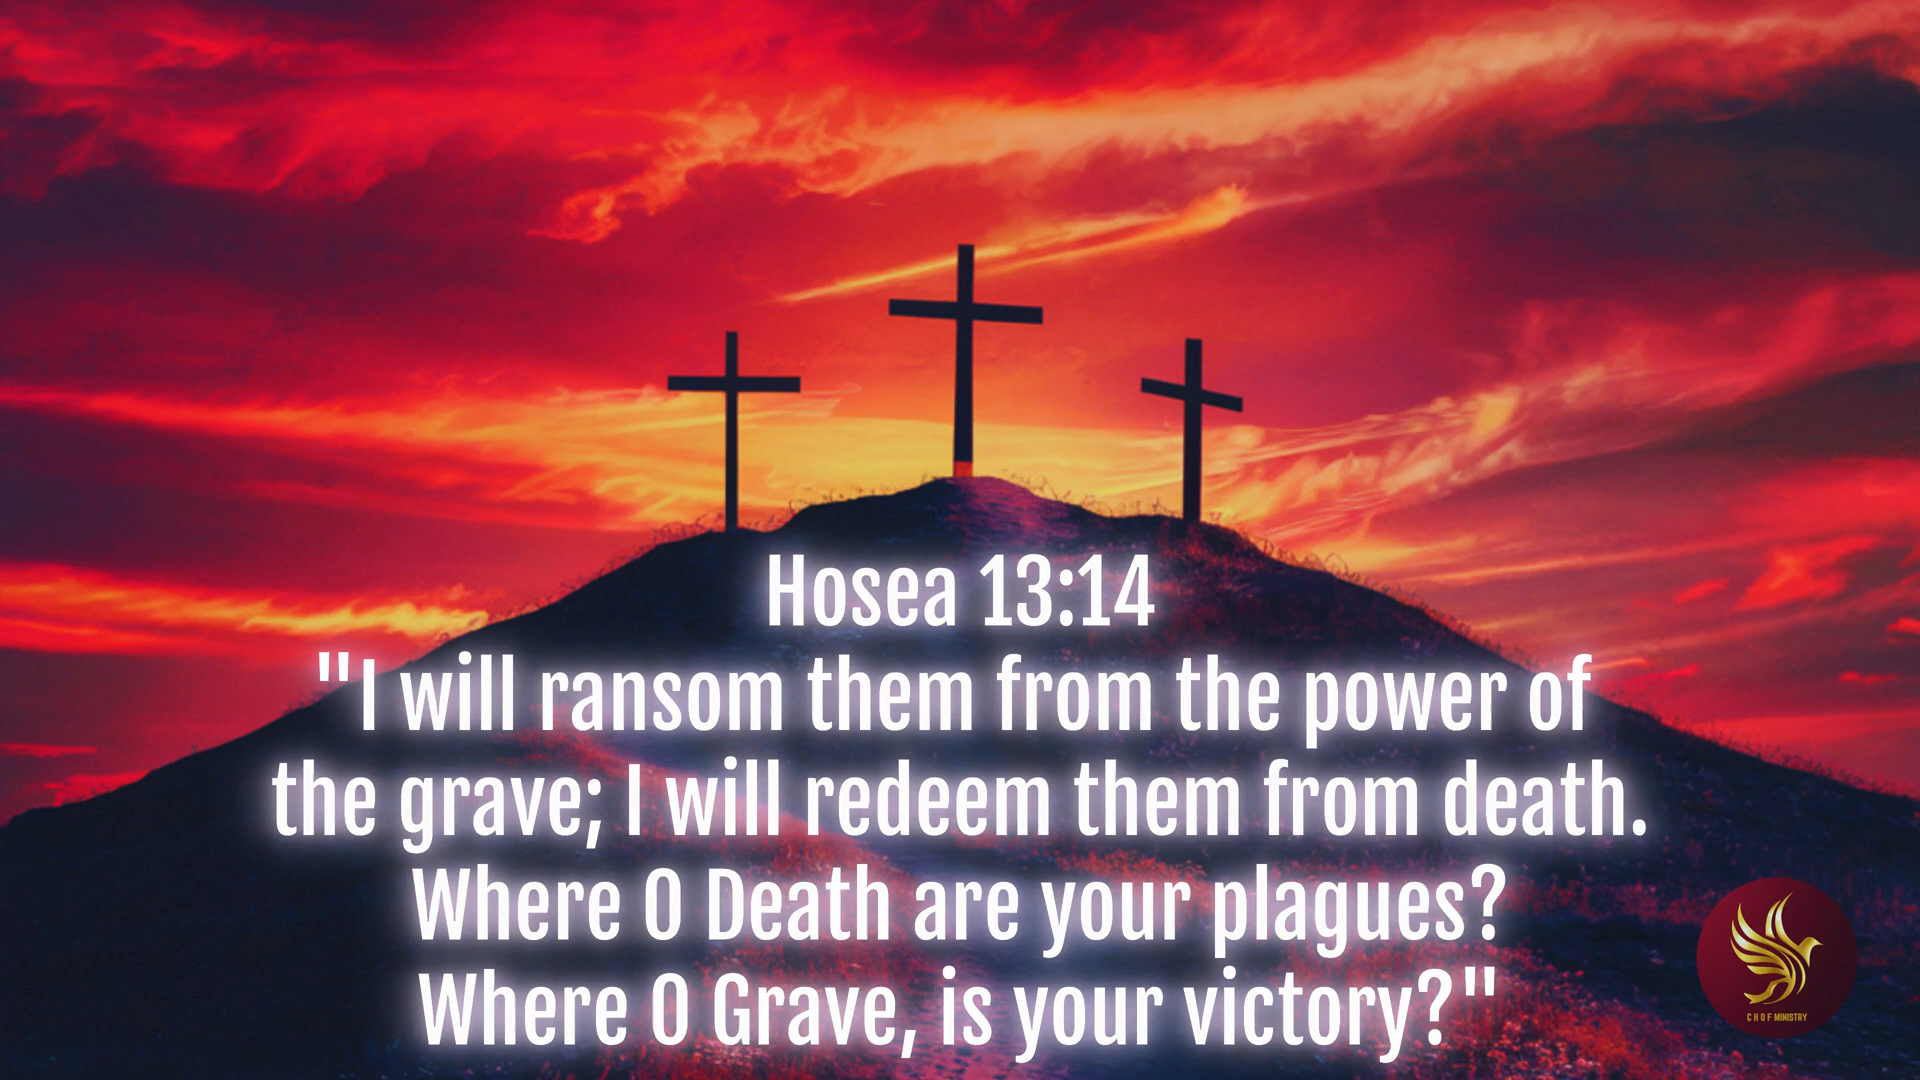 Hosea 13:14
"I will ransom them from the power of
the grave; I will redeem them from death.
Where O Death are your plagues?
Where O Grave, is your victory?"
C H O F MINISTRY